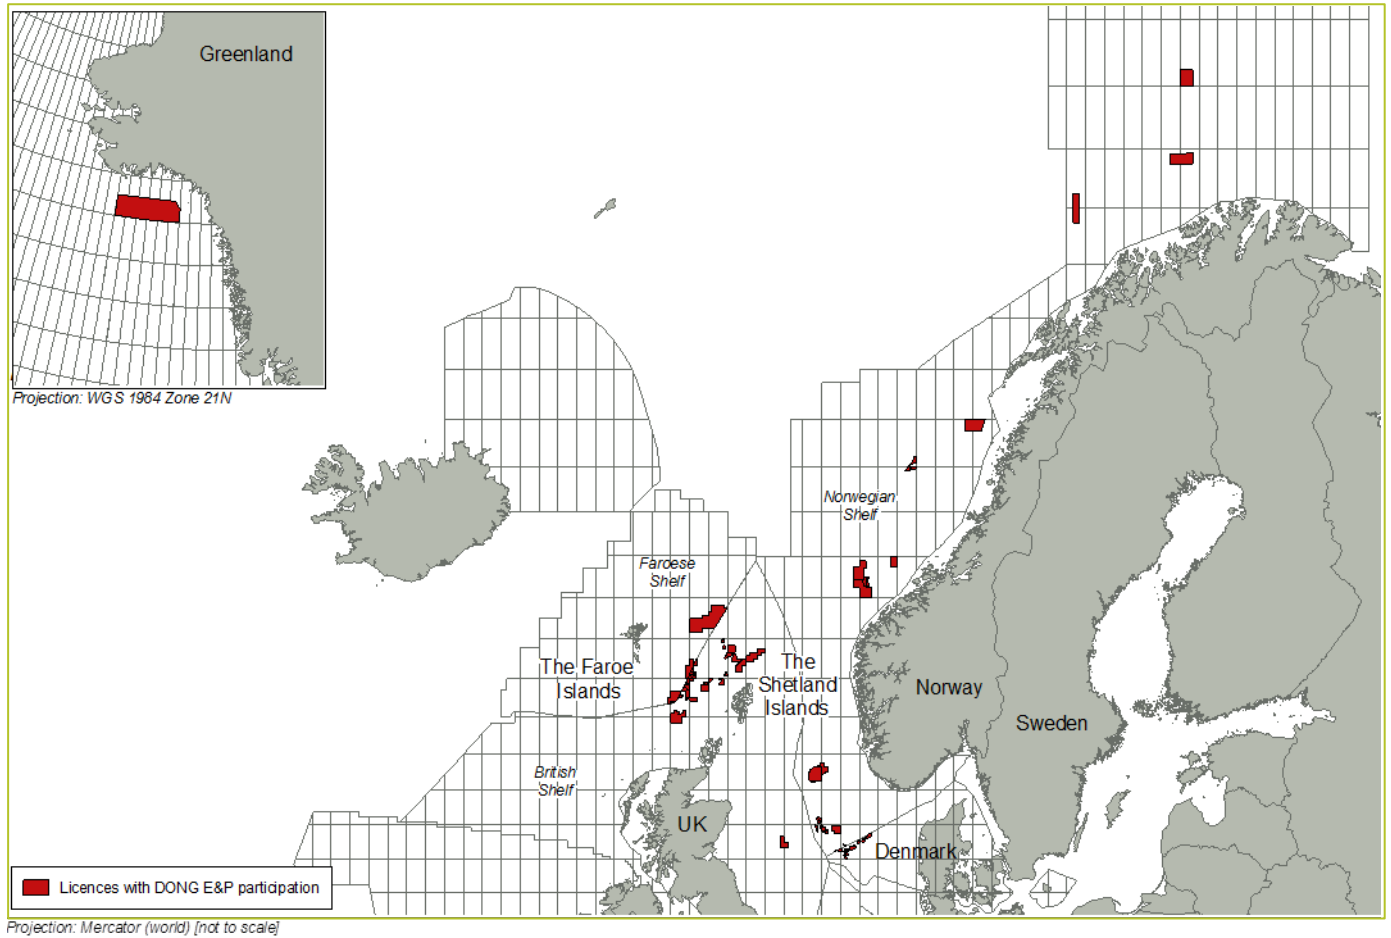 Greenland
Projection: WGS 1984 Zone 21N
Norwegian
Shelf
Faroese
Shelf
The Faroe
Islands
The
Shetland
Islands
Norway
Sweden
British
Shelf
UK
Denmark
Licences with DONG E&P participation
Projection: Mercator (world) [not to scale]